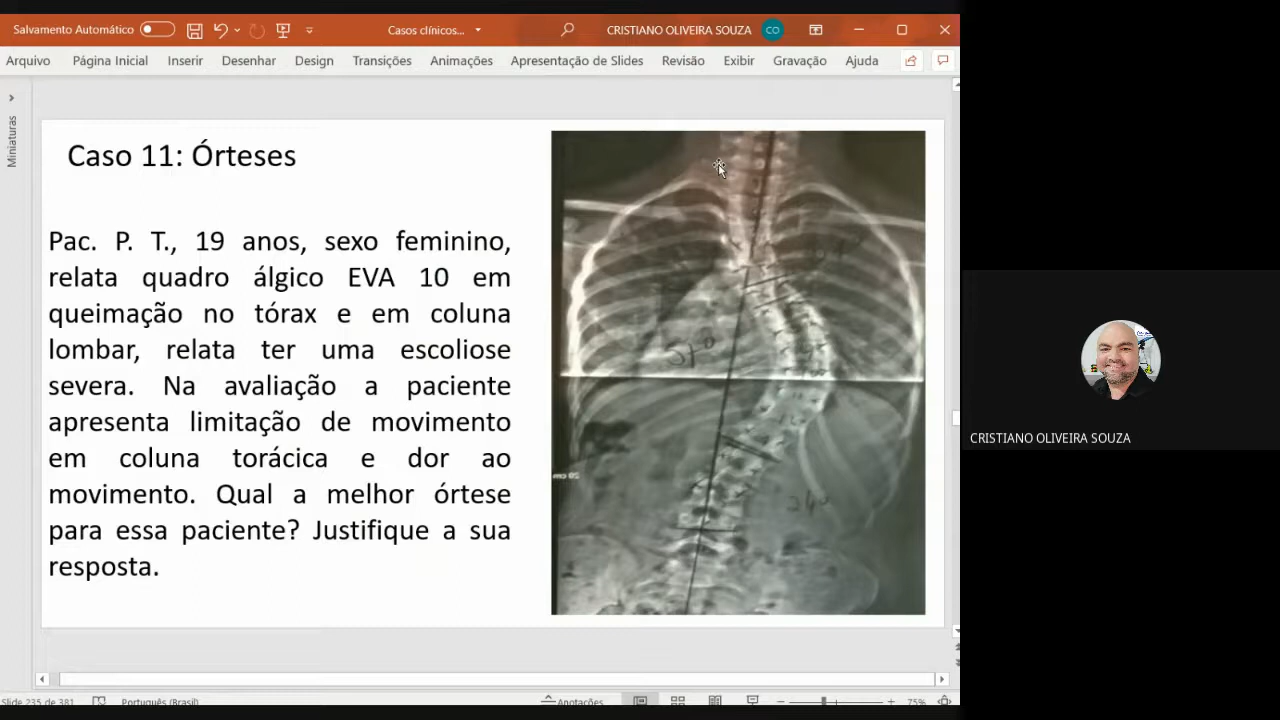 Salvamento Automático
Casos clínicos...
CRISTIANO OLIVEIRA SOUZA
CO
Arquivo Página Inicial Inserir Desenhar Design Transições Animações Apresentação de Slides Revisão Exibir Gravação Ajuda
Miniaturas
Caso 11: Órteses
Pac. P. T., 19 anos, sexo feminino,
relata quadro álgico EVA 10 em
queimação no tórax e em coluna
lombar, relata ter uma escoliose
severa. Na avaliação a paciente
apresenta limitação de movimento
em coluna torácica e dor ao
movimento. Qual a melhor órtese
para essa paciente? Justifique a sua
resposta.
57°
24°
CRISTIANO OLIVEIRA SOUZA
Slide 235 de 381
Português (Brasil)
Anotações
75%